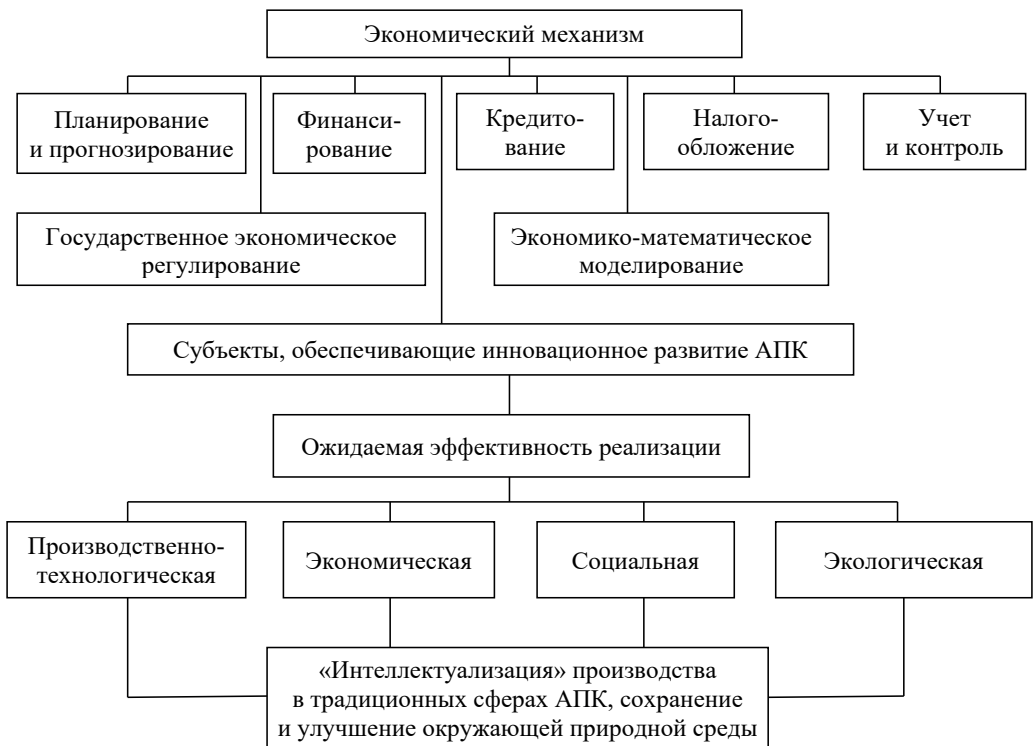 Экономический механизм
Планирование
и прогнозирование
Финанси-
рование
Кредито-
вание
Налого-
обложение
Учет
и контроль
Государственное экономическое
регулирование
Экономико-математическое
моделирование
Субъекты, обеспечивающие инновационное развитие АПК
Ожидаемая эффективность реализации
Производственно-
технологическая
Экономическая
Социальная
Экологическая
«Интеллектуализация» производства
в традиционных сферах АПК, сохранение
и улучшение окружающей природной среды